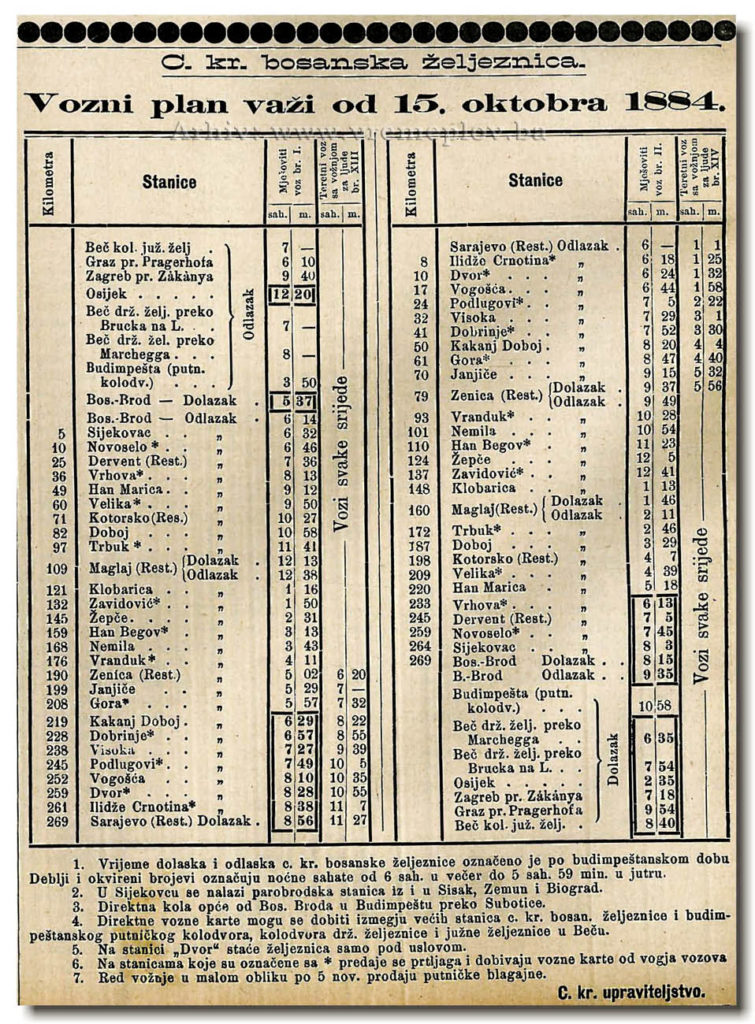 C. kr. bosanska željeznica.
Vozni plan važi od 15. oktobra 1884.
Arhiv: www.vremeplov.ba
Kilometra Stanice Mješoviti voz br. I. Teretni voz sa vožnjom za ljude br. XIII
sah. m. sah. m.
Beč kol. juž. želj . 7 —
Graz pr. Pragerhofa 6 10
Zagreb pr. Zákánya 9 40
Osijek . . . . . 12 20
Beč drž. želj. preko
Brucka na L. . . 7 —
Beč drž. žel. preko
Marchegga . . . 8 —
Budimpešta (putn.
kolodv.) . . . . 3 50
Odlazak
Bos.-Brod — Dolazak . 5 37
Bos.-Brod — Odlazak . 6 14
5 Sijekovac . . „ 6 32
10 Novoselo * . . „ 6 46
25 Dervent (Rest.) „ 7 36
36 Vrhova* . . . „ 8 13
49 Han Marica . . „ 9 12
60 Velika* . . . „ 9 50
71 Kotorsko (Res.) „ 10 27
82 Doboj . . . „ 10 58
97 Trbuk * . . . „ 11 41
109 Maglaj (Rest.) Dolazak . 12 13
Odlazak . 12 38
121 Klobarica . . „ 1 16
132 Zavidović* . . „ 1 50
145 Žepče . . . „ 2 31
159 Han Begov* . „ 3 13
168 Nemila . . . „ 3 43
176 Vranduk * . . „ 4 11
190 Zenica (Rest.) „ 5 02 6 20
199 Janjiče . . „ 5 29 7 —
208 Gora* . . . „ 5 57 7 32
219 Kakanj Doboj . „ 6 29 8 22
228 Dobrinje* . . „ 6 57 8 55
238 Visoka . . . „ 7 27 9 39
245 Podlugovi* . . „ 7 49 10 5
252 Vogošća . . „ 8 10 10 35
259 Dvor* . . . „ 8 28 10 55
261 Ilidže Crnotina* „ 8 38 11 7
269 Sarajevo (Rest.) Dolazak . 8 56 11 27
Vozi svake srijede
Kilometra Stanice Mješoviti voz br. II. Teretni voz sa vožnjom za ljude br. XIV
sah. m. sah. m.
Sarajevo (Rest.) Odlazak . 6 — 1 1
8 Ilidže Crnotina* „ 6 18 1 25
10 Dvor* . . . „ 6 24 1 32
17 Vogošća . . „ 6 44 1 58
24 Podlugovi* . . „ 7 5 2 22
32 Visoka . . . „ 7 29 3 1
41 Dobrinje* . . „ 7 52 3 30
50 Kakanj Doboj . „ 8 20 4 4
61 Gora* . . . „ 8 47 4 40
70 Janjiče . . . „ 9 15 5 32
79 Zenica (Rest.) Dolazak . 9 37 5 56
Odlazak . 9 49
93 Vranduk* . . „ 10 28
101 Nemila . . . „ 10 54
110 Han Begov* . „ 11 23
124 Žepče . . . „ 12 5
137 Zavidović* . . „ 12 41
148 Klobarica . . „ 1 13
160 Maglaj(Rest.) Dolazak . 1 46
Odlazak . 2 11
172 Trbuk* . . . „ 2 46
187 Doboj . . . „ 3 29
198 Kotorsko (Rest) „ 4 7
209 Velika* . . . „ 4 39
220 Han Marica . „ 5 18
233 Vrhova* . . „ 6 13
245 Dervent (Rest.) „ 7 5
259 Novoselo* . . „ 7 45
264 Sijekovac . . „ 8 3
269 Bos.-Brod Dolazak . . 8 15
B.-Brod Odlazak . . 9 35
Budimpešta (putn.
kolodv.) . . . 10 58
Beč drž. želj. preko
Marchegga . . 6 35
Beč drž. želj. preko
Brucka na L. . . 7 54
Osijek . . . . 2 35
Zagreb pr. Zákánya 7 18
Graz pr. Pragerhofa 9 54
Beč kol. juž. želj. . 8 40
Dolazak
Vozi svake srijede
1. Vrijeme dolaska i odlaska c. kr. bosanske željeznice označeno je po budimpeštanskom dobu
Deblji i okvireni brojevi označuju noćne sahate od 6 sah. u večer do 5 sah. 59 min. u jutru.
2. U Sijekovcu se nalazi parobrodska stanica iz i u Sisak, Zemun i Biograd.
3. Direktna kola opće od Bos. Broda u Budimpeštu preko Subotice.
4. Direktne vozne karte mogu se dobiti izmegju većih stanica c. kr. bosan. željeznice i budim-
peštanskog putničkog kolodvora, kolodvora drž. željeznice i južne željeznice u Beču.
5. Na stanici „Dvor“ staće željeznica samo pod uslovom.
6. Na stanicama koje su označene sa * predaje se prtljaga i dobivaju vozne karte od vogja vozova
7. Red vožnje u malom obliku po 5 nov. prodaju putničke blagajne.
C. kr. upraviteljstvo.